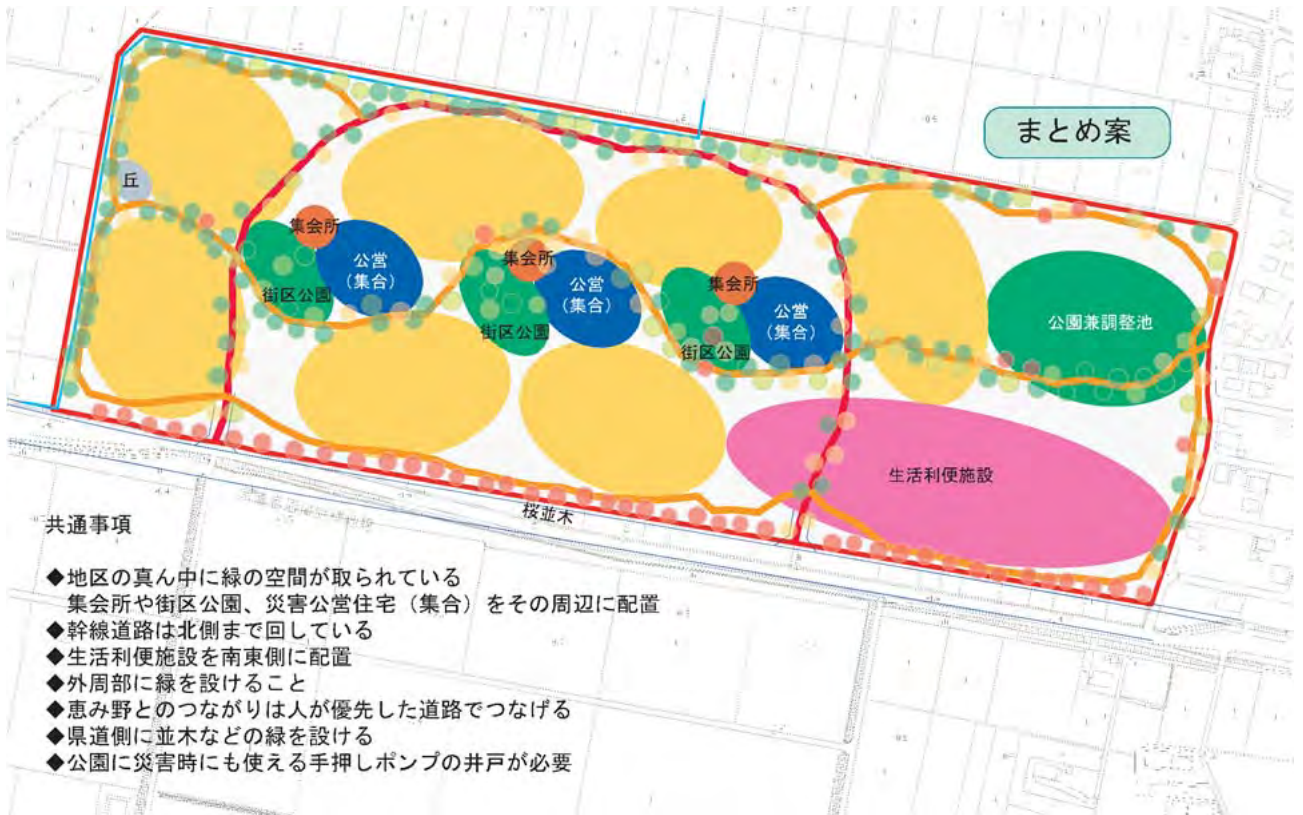 まとめ案
丘
集会所
公営
(集合)
街区公園
集会所
公営
(集合)
街区公園
集会所
公営
(集合)
街区公園
公園兼調整池
生活利便施設
桜並木
共通事項
◆地区の真ん中に緑の空間が取られている
集会所や街区公園、災害公営住宅（集合）をその周辺に配置
◆幹線道路は北側まで回している
◆生活利便施設を南東側に配置
◆外周部に緑を設けること
◆恵み野とのつながりは人が優先した道路でつなげる
◆県道側に並木などの緑を設ける
◆公園に災害時にも使える手押しポンプの井戸が必要